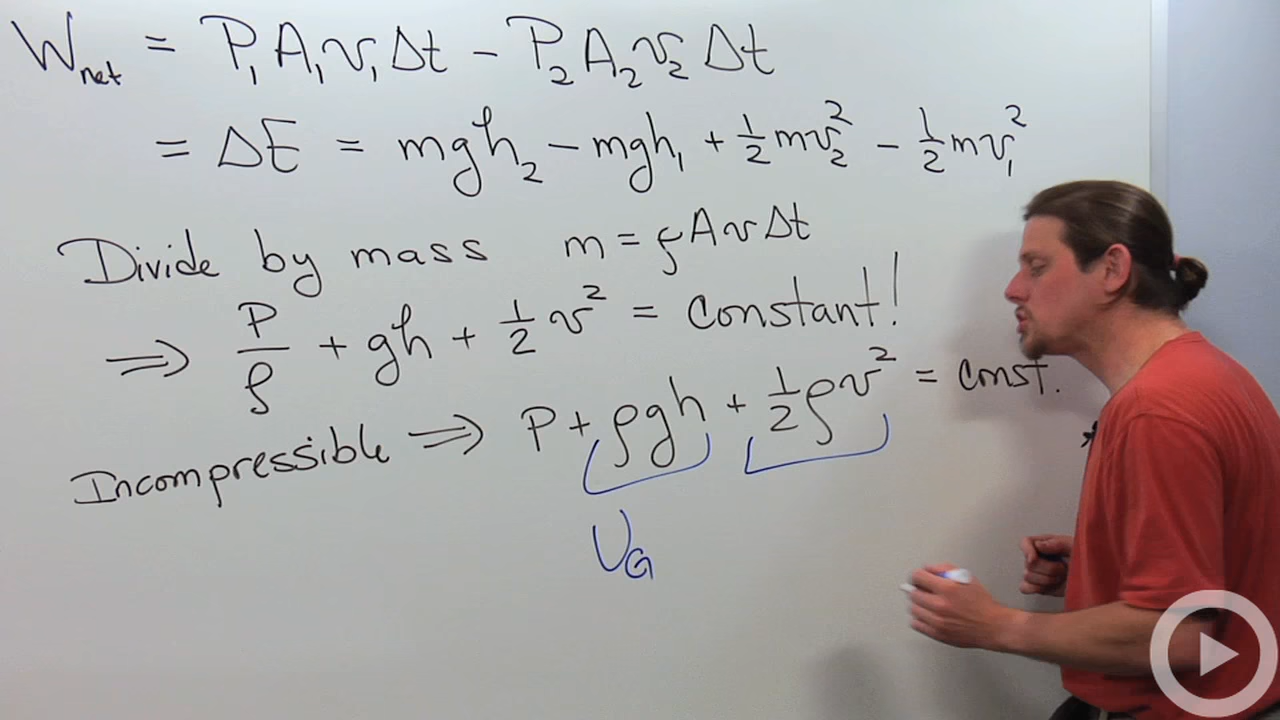 W_net = P₁A₁v₁Δt - P₂A₂v₂Δt
= ΔE = mgh₂ - mgh₁ + ½mv₂² - ½mv₁²
Divide by mass m = ρAvΔt
⇒ P/ρ + gh + ½v² = constant!
Incompressible ⇒ P + ρgh + ½ρv² = const.
U_G